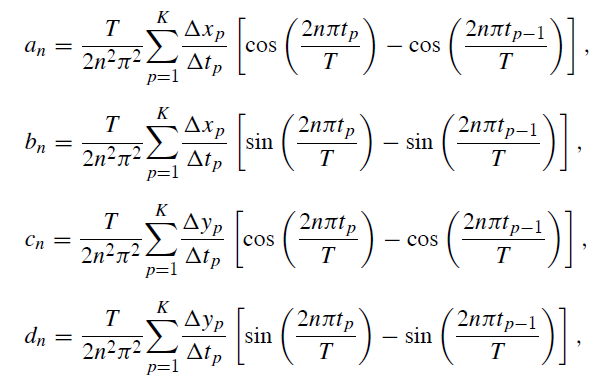 $a_n = \frac{T}{2n^2\pi^2} \sum_{p=1}^{K} \frac{\Delta x_p}{\Delta t_p} \left[ \cos\left(\frac{2n\pi t_p}{T}\right) - \cos\left(\frac{2n\pi t_{p-1}}{T}\right) \right],$
$b_n = \frac{T}{2n^2\pi^2} \sum_{p=1}^{K} \frac{\Delta x_p}{\Delta t_p} \left[ \sin\left(\frac{2n\pi t_p}{T}\right) - \sin\left(\frac{2n\pi t_{p-1}}{T}\right) \right],$
$c_n = \frac{T}{2n^2\pi^2} \sum_{p=1}^{K} \frac{\Delta y_p}{\Delta t_p} \left[ \cos\left(\frac{2n\pi t_p}{T}\right) - \cos\left(\frac{2n\pi t_{p-1}}{T}\right) \right],$
$d_n = \frac{T}{2n^2\pi^2} \sum_{p=1}^{K} \frac{\Delta y_p}{\Delta t_p} \left[ \sin\left(\frac{2n\pi t_p}{T}\right) - \sin\left(\frac{2n\pi t_{p-1}}{T}\right) \right],$